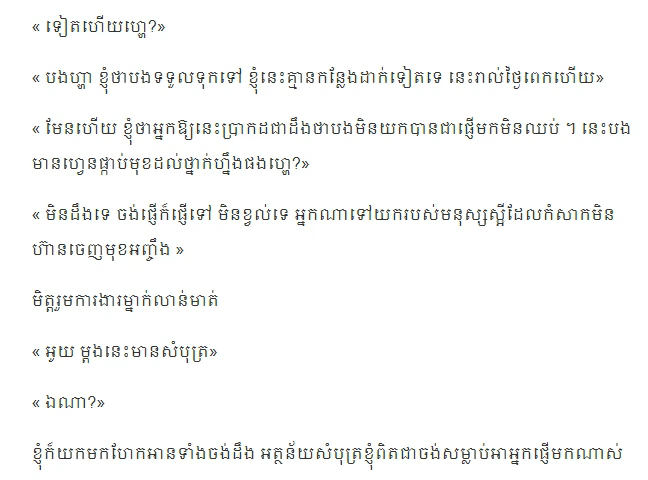 « ទៀតហើយហ្ហេ?»
« បងហ្ហា ខ្ញុំថាបងទទួលទុកទៅ ខ្ញុំនេះគ្មានកន្លែងដាក់ទៀតទេ នេះរាល់ថ្ងៃពេកហើយ»
« មែនហើយ ខ្ញុំថាអ្នកឱ្យនេះប្រាកដជាដឹងថាបងមិនយកបានជាផ្ញើមកមិនឈប់ ។ នេះបង
មានហ្វេនផ្កាប់មុខដល់ថ្នាក់ហ្នឹងផងហ្ហេ?»
« មិនដឹងទេ ចង់ផ្ញើក៏ផ្ញើទៅ មិនខ្វល់ទេ អ្នកណាទៅយករបស់មនុស្សស្អីដែលកំសាកមិន
ហ៊ានចេញមុខអញ្ចឹង »
មិត្តរួមការងារម្នាក់លាន់មាត់
« អូយ ម្ដងនេះមានសំបុត្រ»
« ឯណា?»
ខ្ញុំក៏យកមកហែកអានទាំងចង់ដឹង អត្ថន័យសំបុត្រខ្ញុំពិតជាចង់សម្លាប់អាអ្នកផ្ញើមកណាស់